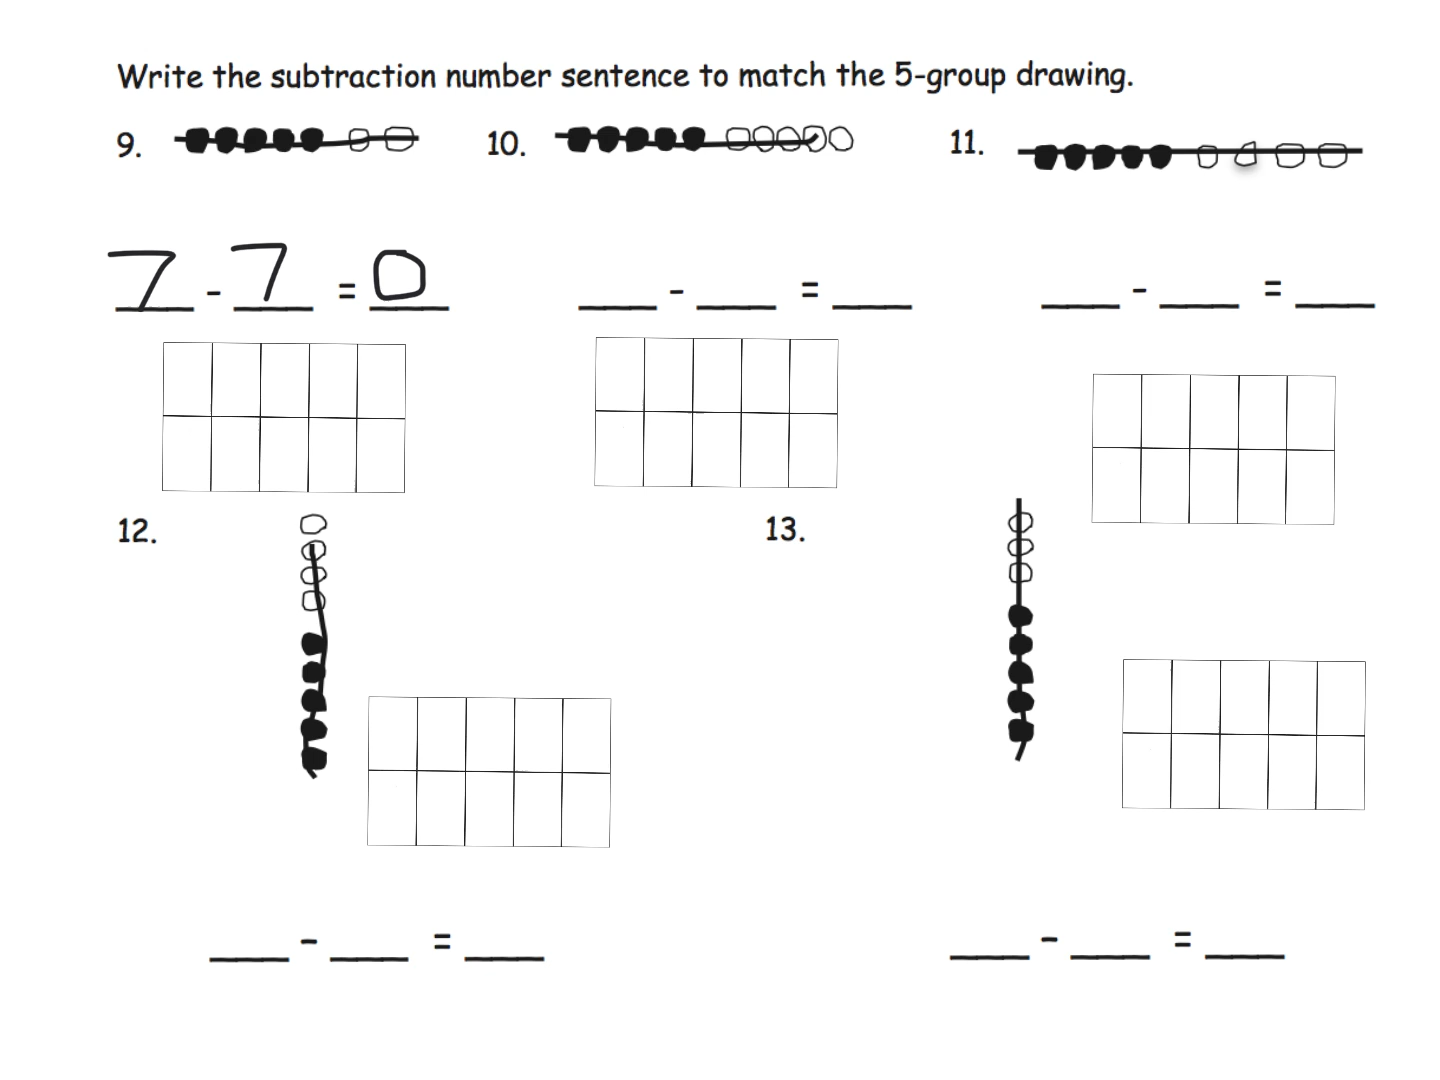 Write the subtraction number sentence to match the 5-group drawing.
9. 10. 11.
7 - 7 = 0 ___ - ___ = ___ ___ - ___ = ___
12. 13.
___ - ___ = ___ ___ - ___ = ___